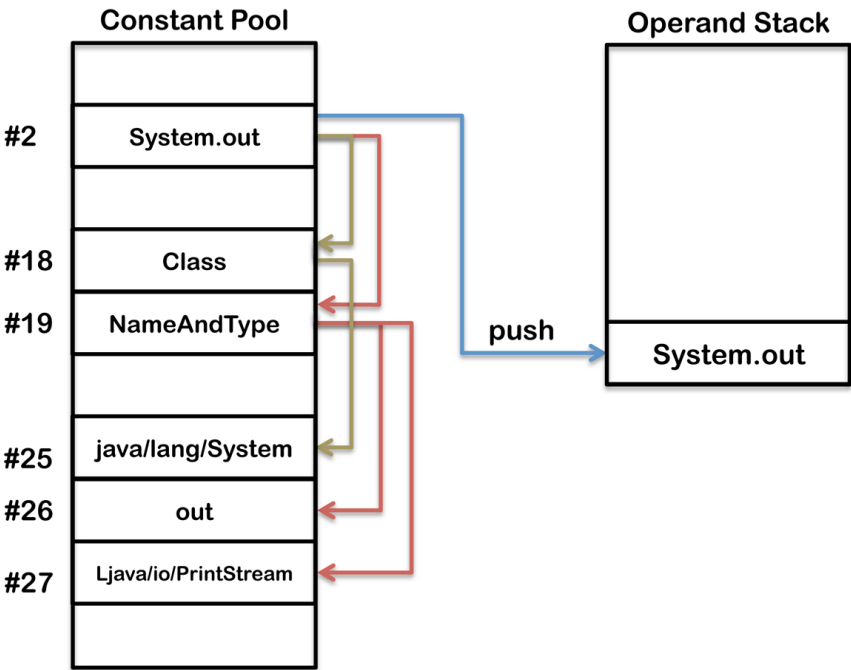 Constant Pool
Operand Stack
#2
System.out
#18
Class
#19
NameAndType
push
System.out
#25
java/lang/System
#26
out
#27
Ljava/io/PrintStream